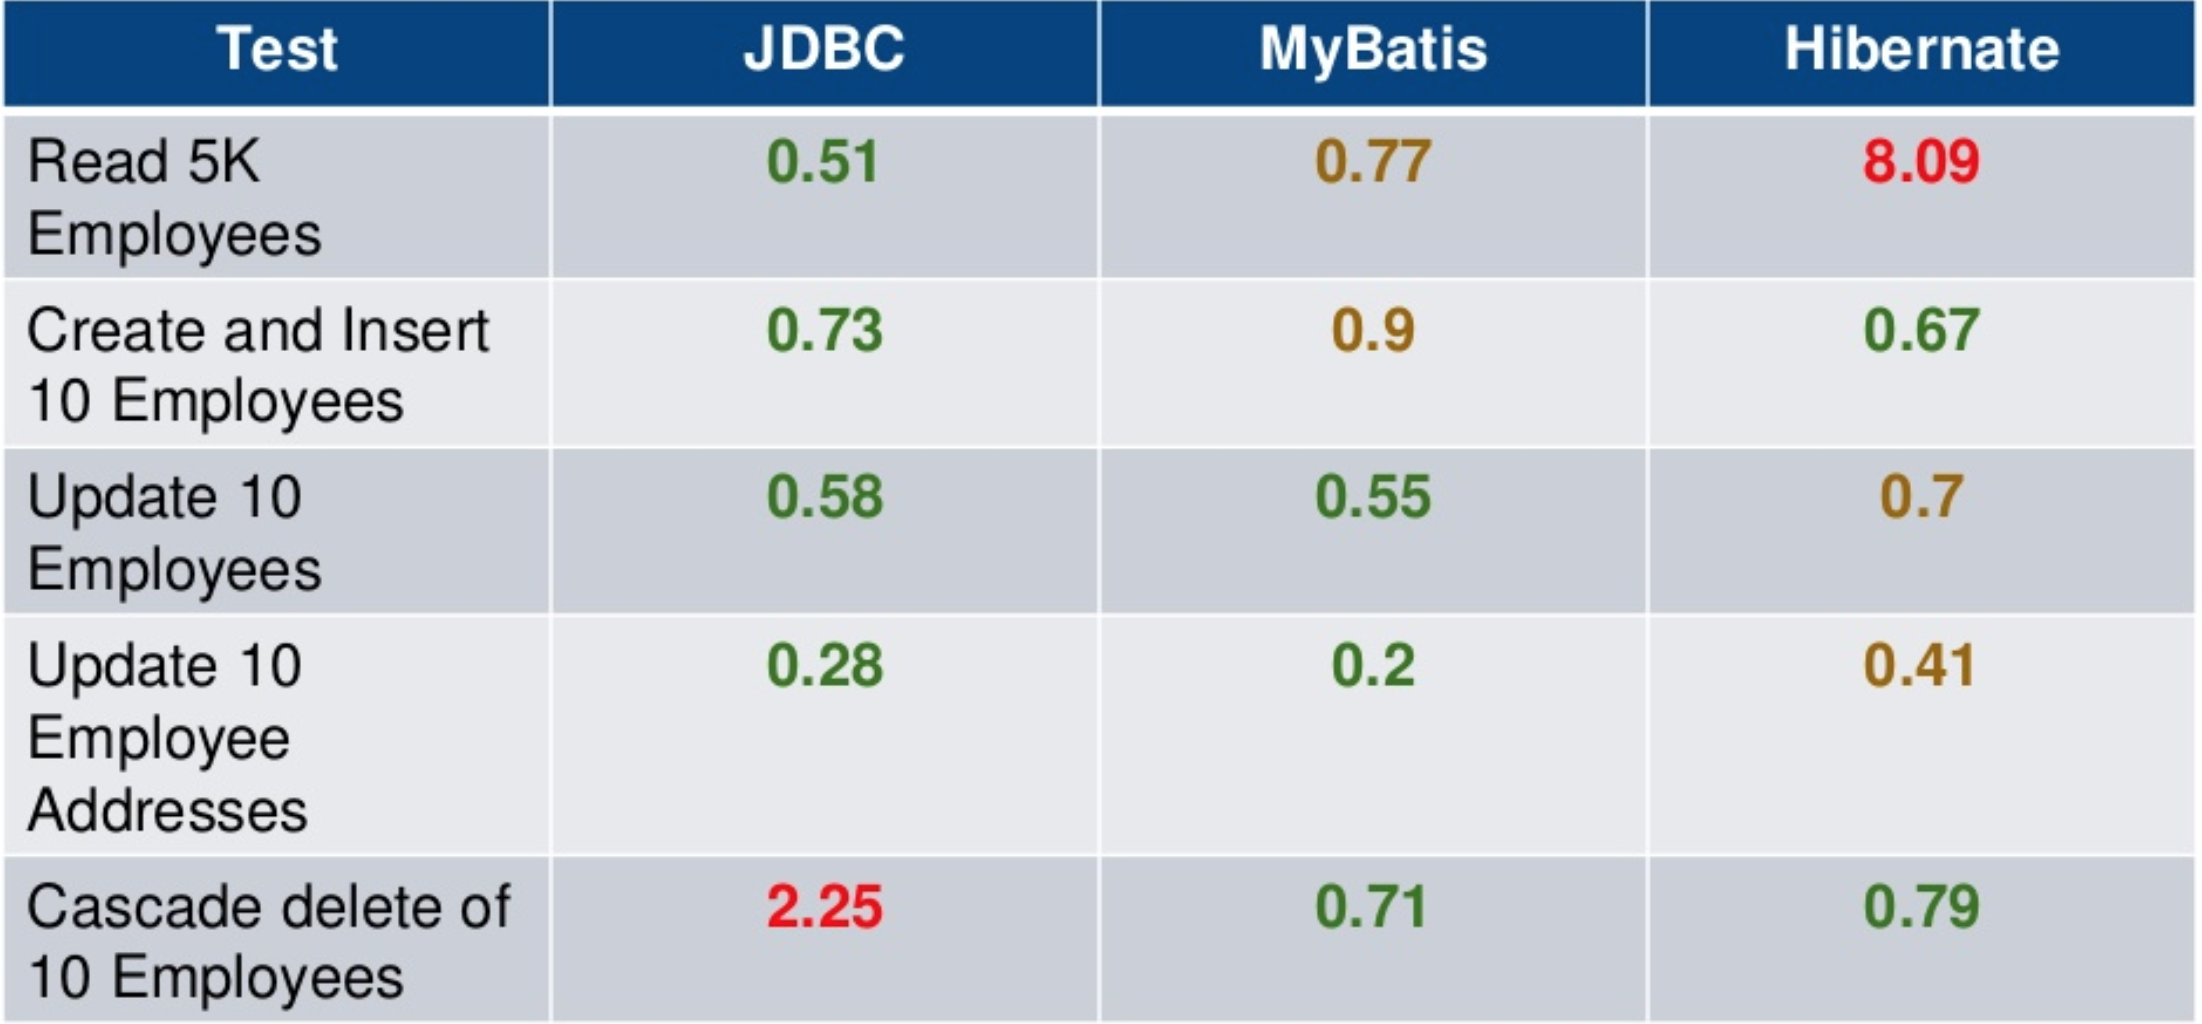 Test JDBC MyBatis Hibernate
Read 5K 0.51 0.77 8.09
Employees
Create and Insert 0.73 0.9 0.67
10 Employees
Update 10 0.58 0.55 0.7
Employees
Update 10 0.28 0.2 0.41
Employee
Addresses
Cascade delete of 2.25 0.71 0.79
10 Employees